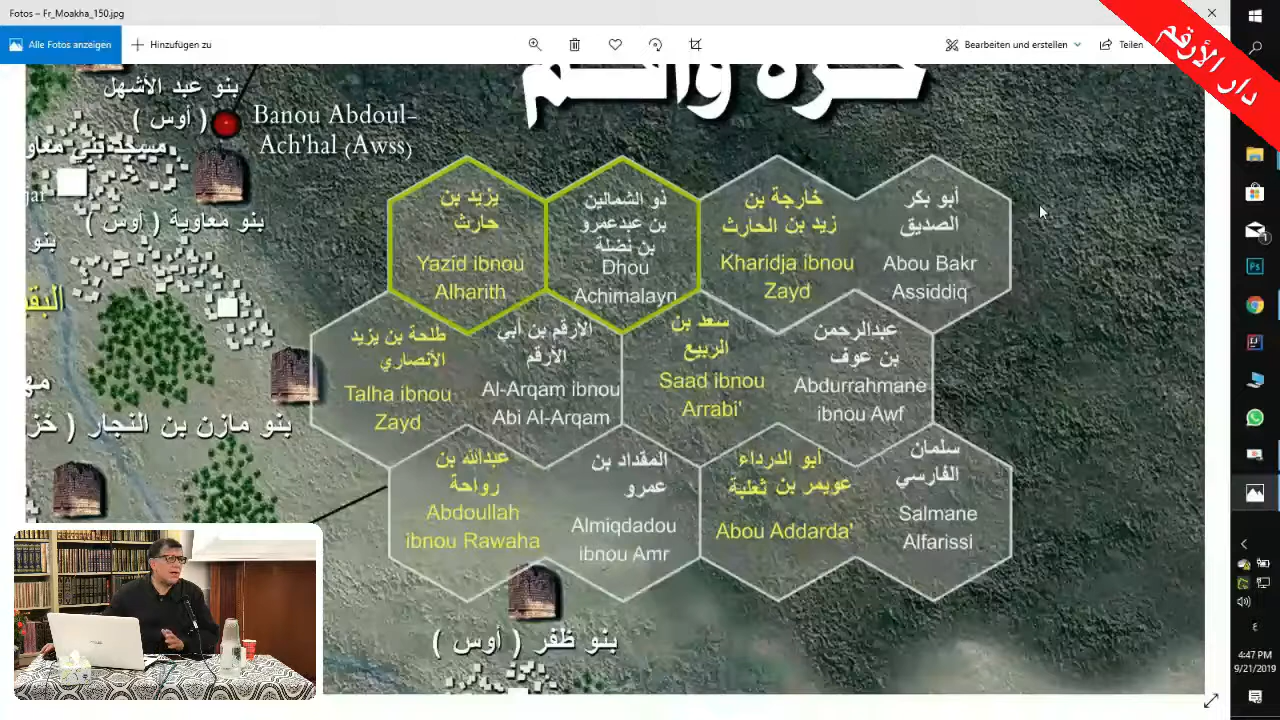 Fotos – Fr_Moakha_150.jpg
Alle Fotos anzeigen
Hinzufügen zu
Bearbeiten und erstellen
Teilen
دار الأرقم
حرة واقم
بنو عبد الأشهل
( أوس )
Banou Abdoul-
Ach'hal (Awss)
بنو معاوية ( أوس )
بنو
بنو مازن بن النجار ( خز
يزيد بن
حارث
Yazid ibnou
Alharith
ذو الشمالين
بن عبدعمرو
بن نضلة
Dhou
Achimalayn
خارجة بن
زيد بن الحارث
Kharidja ibnou
Zayd
أبو بكر
الصديق
Abou Bakr
Assiddiq
طلحة بن يزيد
الأنصاري
Talha ibnou
Zayd
الأرقم بن أبي
الأرقم
Al-Arqam ibnou
Abi Al-Arqam
سعد بن
الربيع
Saad ibnou
Arrabi'
عبدالرحمن
بن عوف
Abdurrahmane
ibnou Awf
عبدالله بن
رواحة
Abdoullah
ibnou Rawaha
المقداد بن
عمرو
Almiqdadou
ibnou Amr
أبو الدرداء
عويمر بن ثعلبة
Abou Addarda'
سلمان
الفارسي
Salmane
Alfarissi
بنو ظفر ( أوس )
4:47 PM
9/21/2019